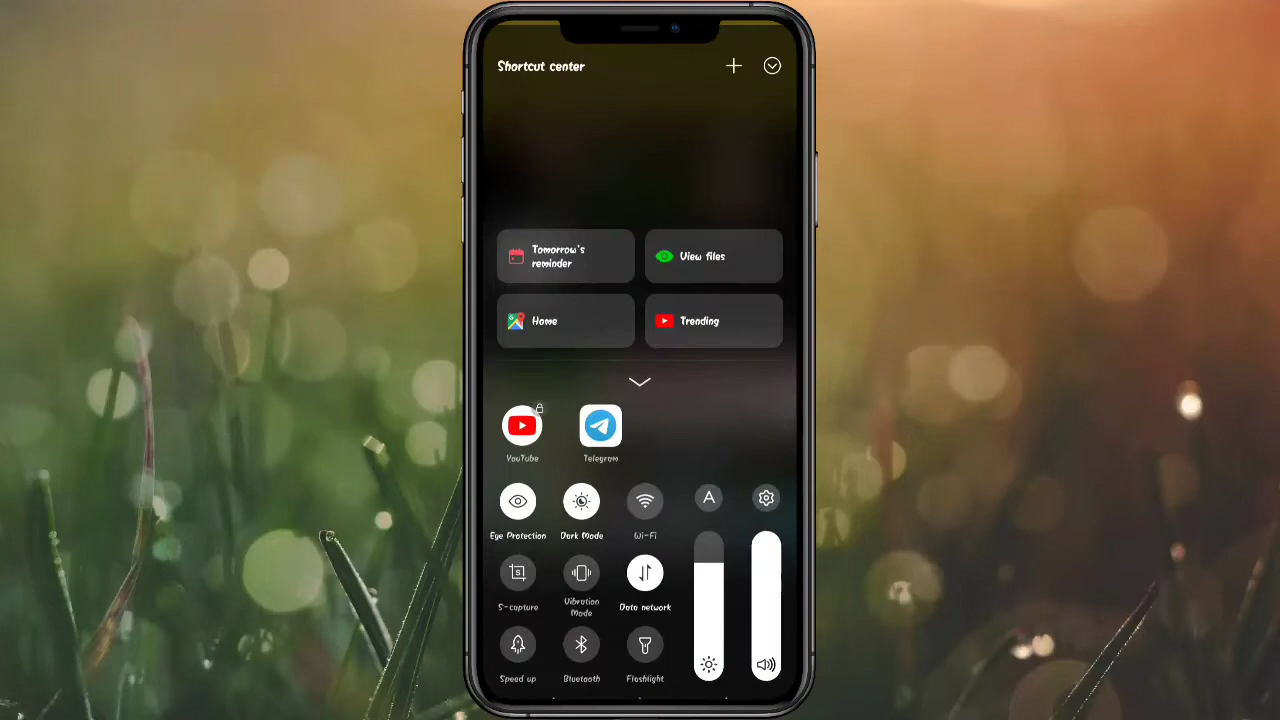 Shortcut center
Tomorrow's
reminder
View files
Home
Trending
YouTube
Telegram
A
Eye Protection
Dark Mode
Wi-Fi
S
S-capture
Vibration
Mode
Data network
Speed up
Bluetooth
Flashlight